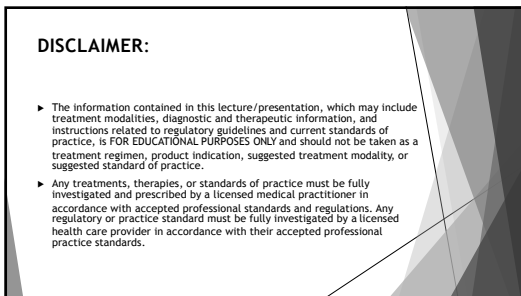 DISCLAIMER:
▶ The information contained in this lecture/presentation, which may include
treatment modalities, diagnostic and therapeutic information, and
instructions related to regulatory guidelines and current standards of
practice, is FOR EDUCATIONAL PURPOSES ONLY and should not be taken as a
treatment regimen, product indication, suggested treatment modality, or
suggested standard of practice.
▶ Any treatments, therapies, or standards of practice must be fully
investigated and prescribed by a licensed medical practitioner in
accordance with accepted professional standards and regulations. Any
regulatory or practice standard must be fully investigated by a licensed
health care provider in accordance with their accepted professional
practice standards.